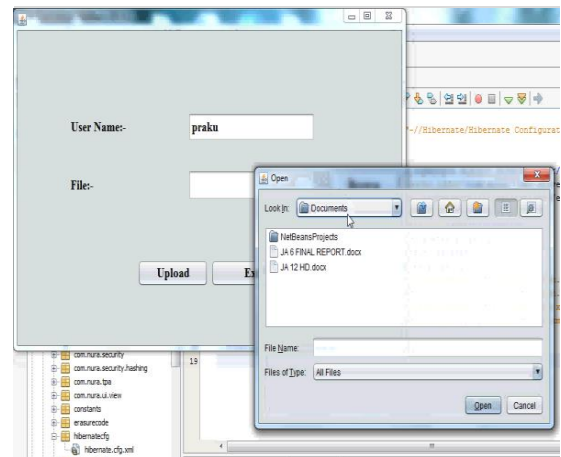 User Name:-
praku
File:-
Upload
*-//Hibernate/Hibernate Configurat
Open
Look In:
Documents
NetBeansProjects
JA 6 FINAL REPORT.docx
JA 12 HD.docx
File Name:
Files of Type:
All Files
Open
Cancel
com.nura.security
com.nura.security.hashing
com.nura.tpa
com.nura.ui.view
constants
erasurecode
hibernatecfg
hibernate.cfg.xml
19